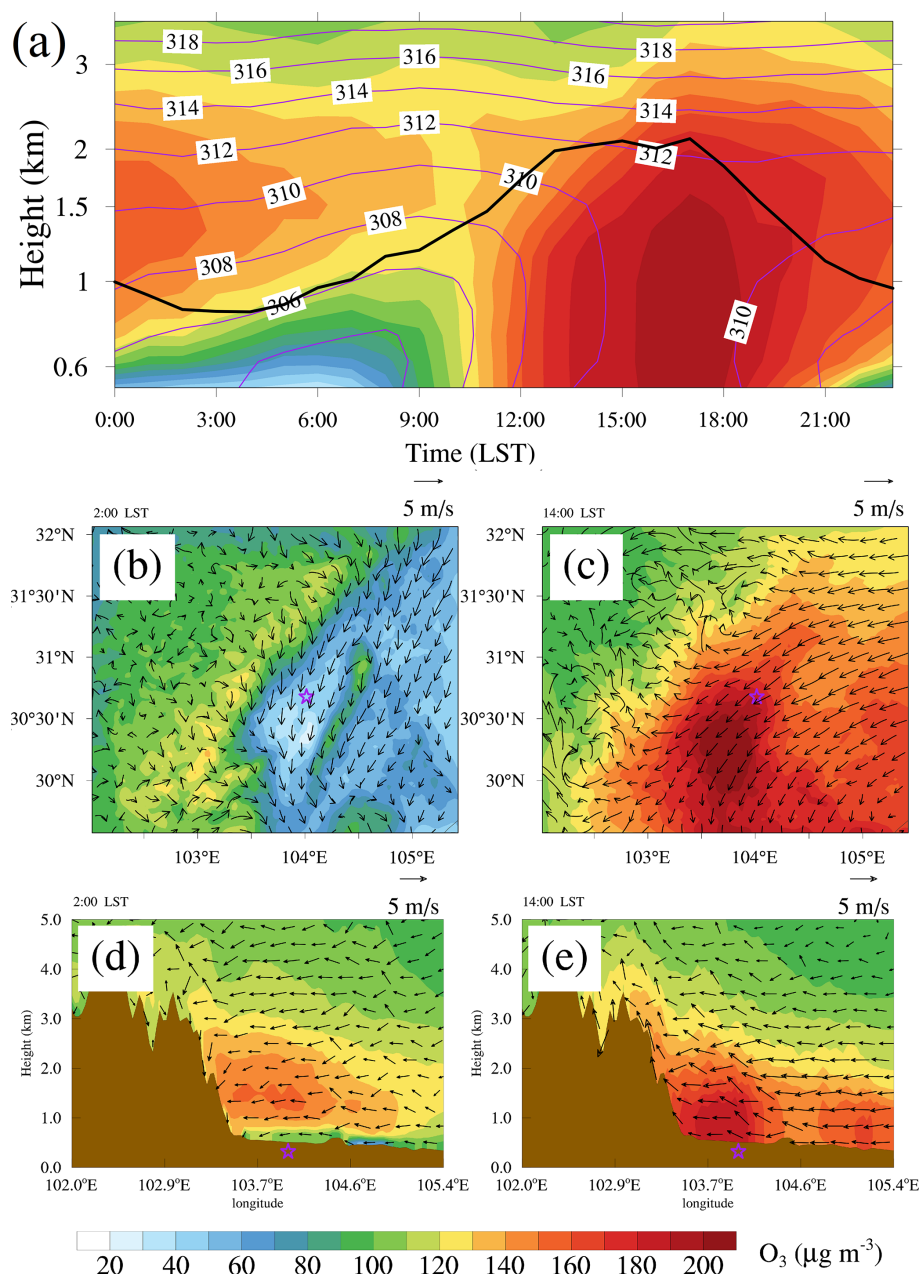 (a)
318 316 314 312 310 308 308 306 312 310 318 316 314 312 310
3
2
1.5
1
0.6
Height (km)
0:00 3:00 6:00 9:00 12:00 15:00 18:00 21:00
Time (LST)
2:00 LST
5 m/s
14:00 LST
5 m/s
(b)
(c)
32°N
31°30'N
31°N
30°30'N
30°N
103°E 104°E 105°E
32°N
31°30'N
31°N
30°30'N
30°N
103°E 104°E 105°E
2:00 LST
5 m/s
14:00 LST
5 m/s
(d)
(e)
5.0
4.0
3.0
2.0
1.0
0.0
Height (km)
102.0°E 102.9°E 103.7°E 104.6°E 105.4°E
longitude
5.0
4.0
3.0
2.0
1.0
0.0
Height (km)
102.0°E 102.9°E 103.7°E 104.6°E 105.4°E
longitude
20 40 60 80 100 120 140 160 180 200
O₃ (μg m⁻³)